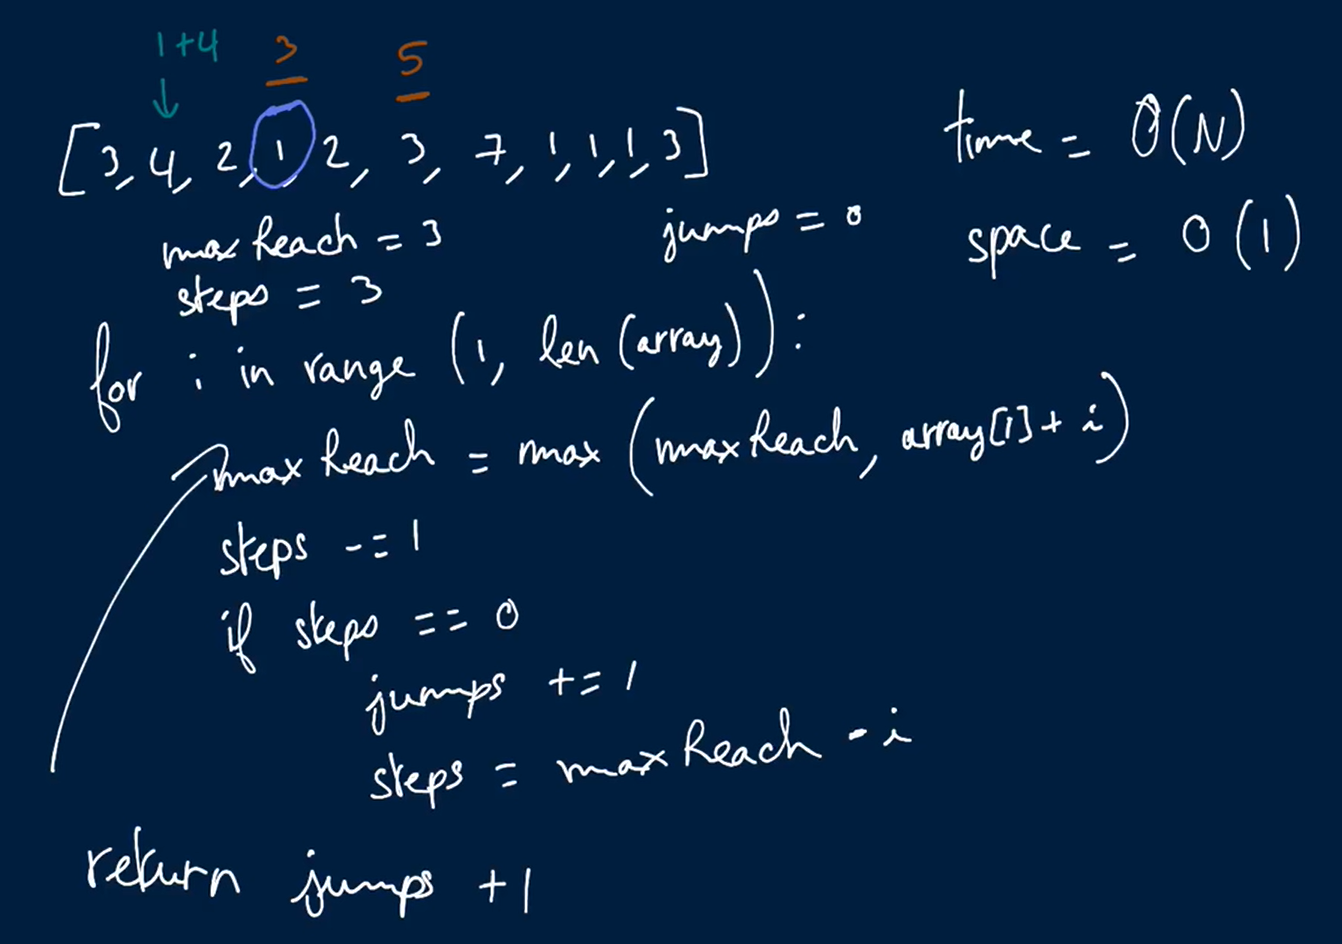 1+4 3 5
[3, 4, 2, 1, 2, 3, 7, 1, 1, 1, 3]
time = O(N)
maxReach = 3
jumps = 0
space = O(1)
steps = 3
for i in range (1, len(array)):
maxReach = max(maxReach, array[i]+i)
steps -= 1
if steps == 0
jumps += 1
steps = maxReach - i
return jumps +1